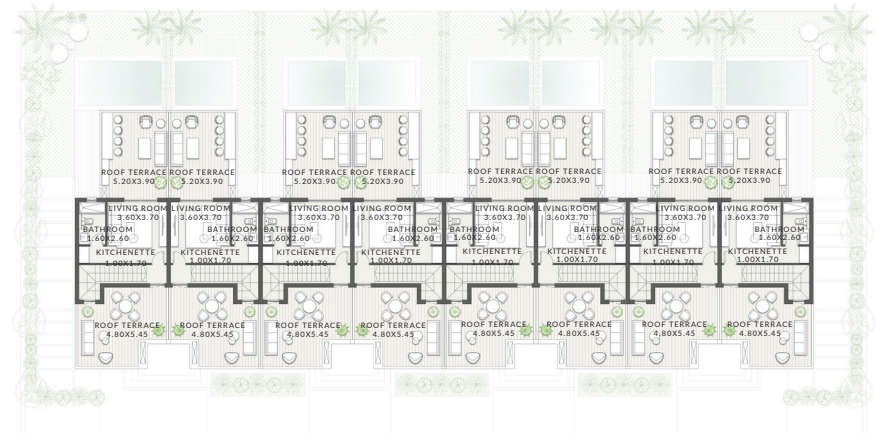 ROOF TERRACE ROOF TERRACE ROOF TERRACE ROOF TERRACE ROOF TERRACE ROOF TERRACE ROOF TERRACE ROOF TERRACE
5.20X3.90 5.20X3.90 5.20X3.90 5.20X3.90 5.20X3.90 5.20X3.90 5.20X3.90 5.20X3.90
LIVING ROOM LIVING ROOM LIVING ROOM LIVING ROOM LIVING ROOM LIVING ROOM LIVING ROOM LIVING ROOM
3.60X3.70 3.60X3.70 3.60X3.70 3.60X3.70 3.60X3.70 3.60X3.70 3.60X3.70 3.60X3.70
BATHROOM BATHROOM BATHROOM BATHROOM BATHROOM BATHROOM BATHROOM BATHROOM
1.60X2.60 1.60X2.60 1.60X2.60 1.60X2.60 1.60X2.60 1.60X2.60 1.60X2.60 1.60X2.60
KITCHENETTE KITCHENETTE KITCHENETTE KITCHENETTE KITCHENETTE KITCHENETTE KITCHENETTE KITCHENETTE
1.00X1.70 1.00X1.70 1.00X1.70 1.00X1.70 1.00X1.70 1.00X1.70 1.00X1.70 1.00X1.70
ROOF TERRACE ROOF TERRACE ROOF TERRACE ROOF TERRACE ROOF TERRACE ROOF TERRACE ROOF TERRACE ROOF TERRACE
4.80X5.45 4.80X5.45 4.80X5.45 4.80X5.45 4.80X5.45 4.80X5.45 4.80X5.45 4.80X5.45